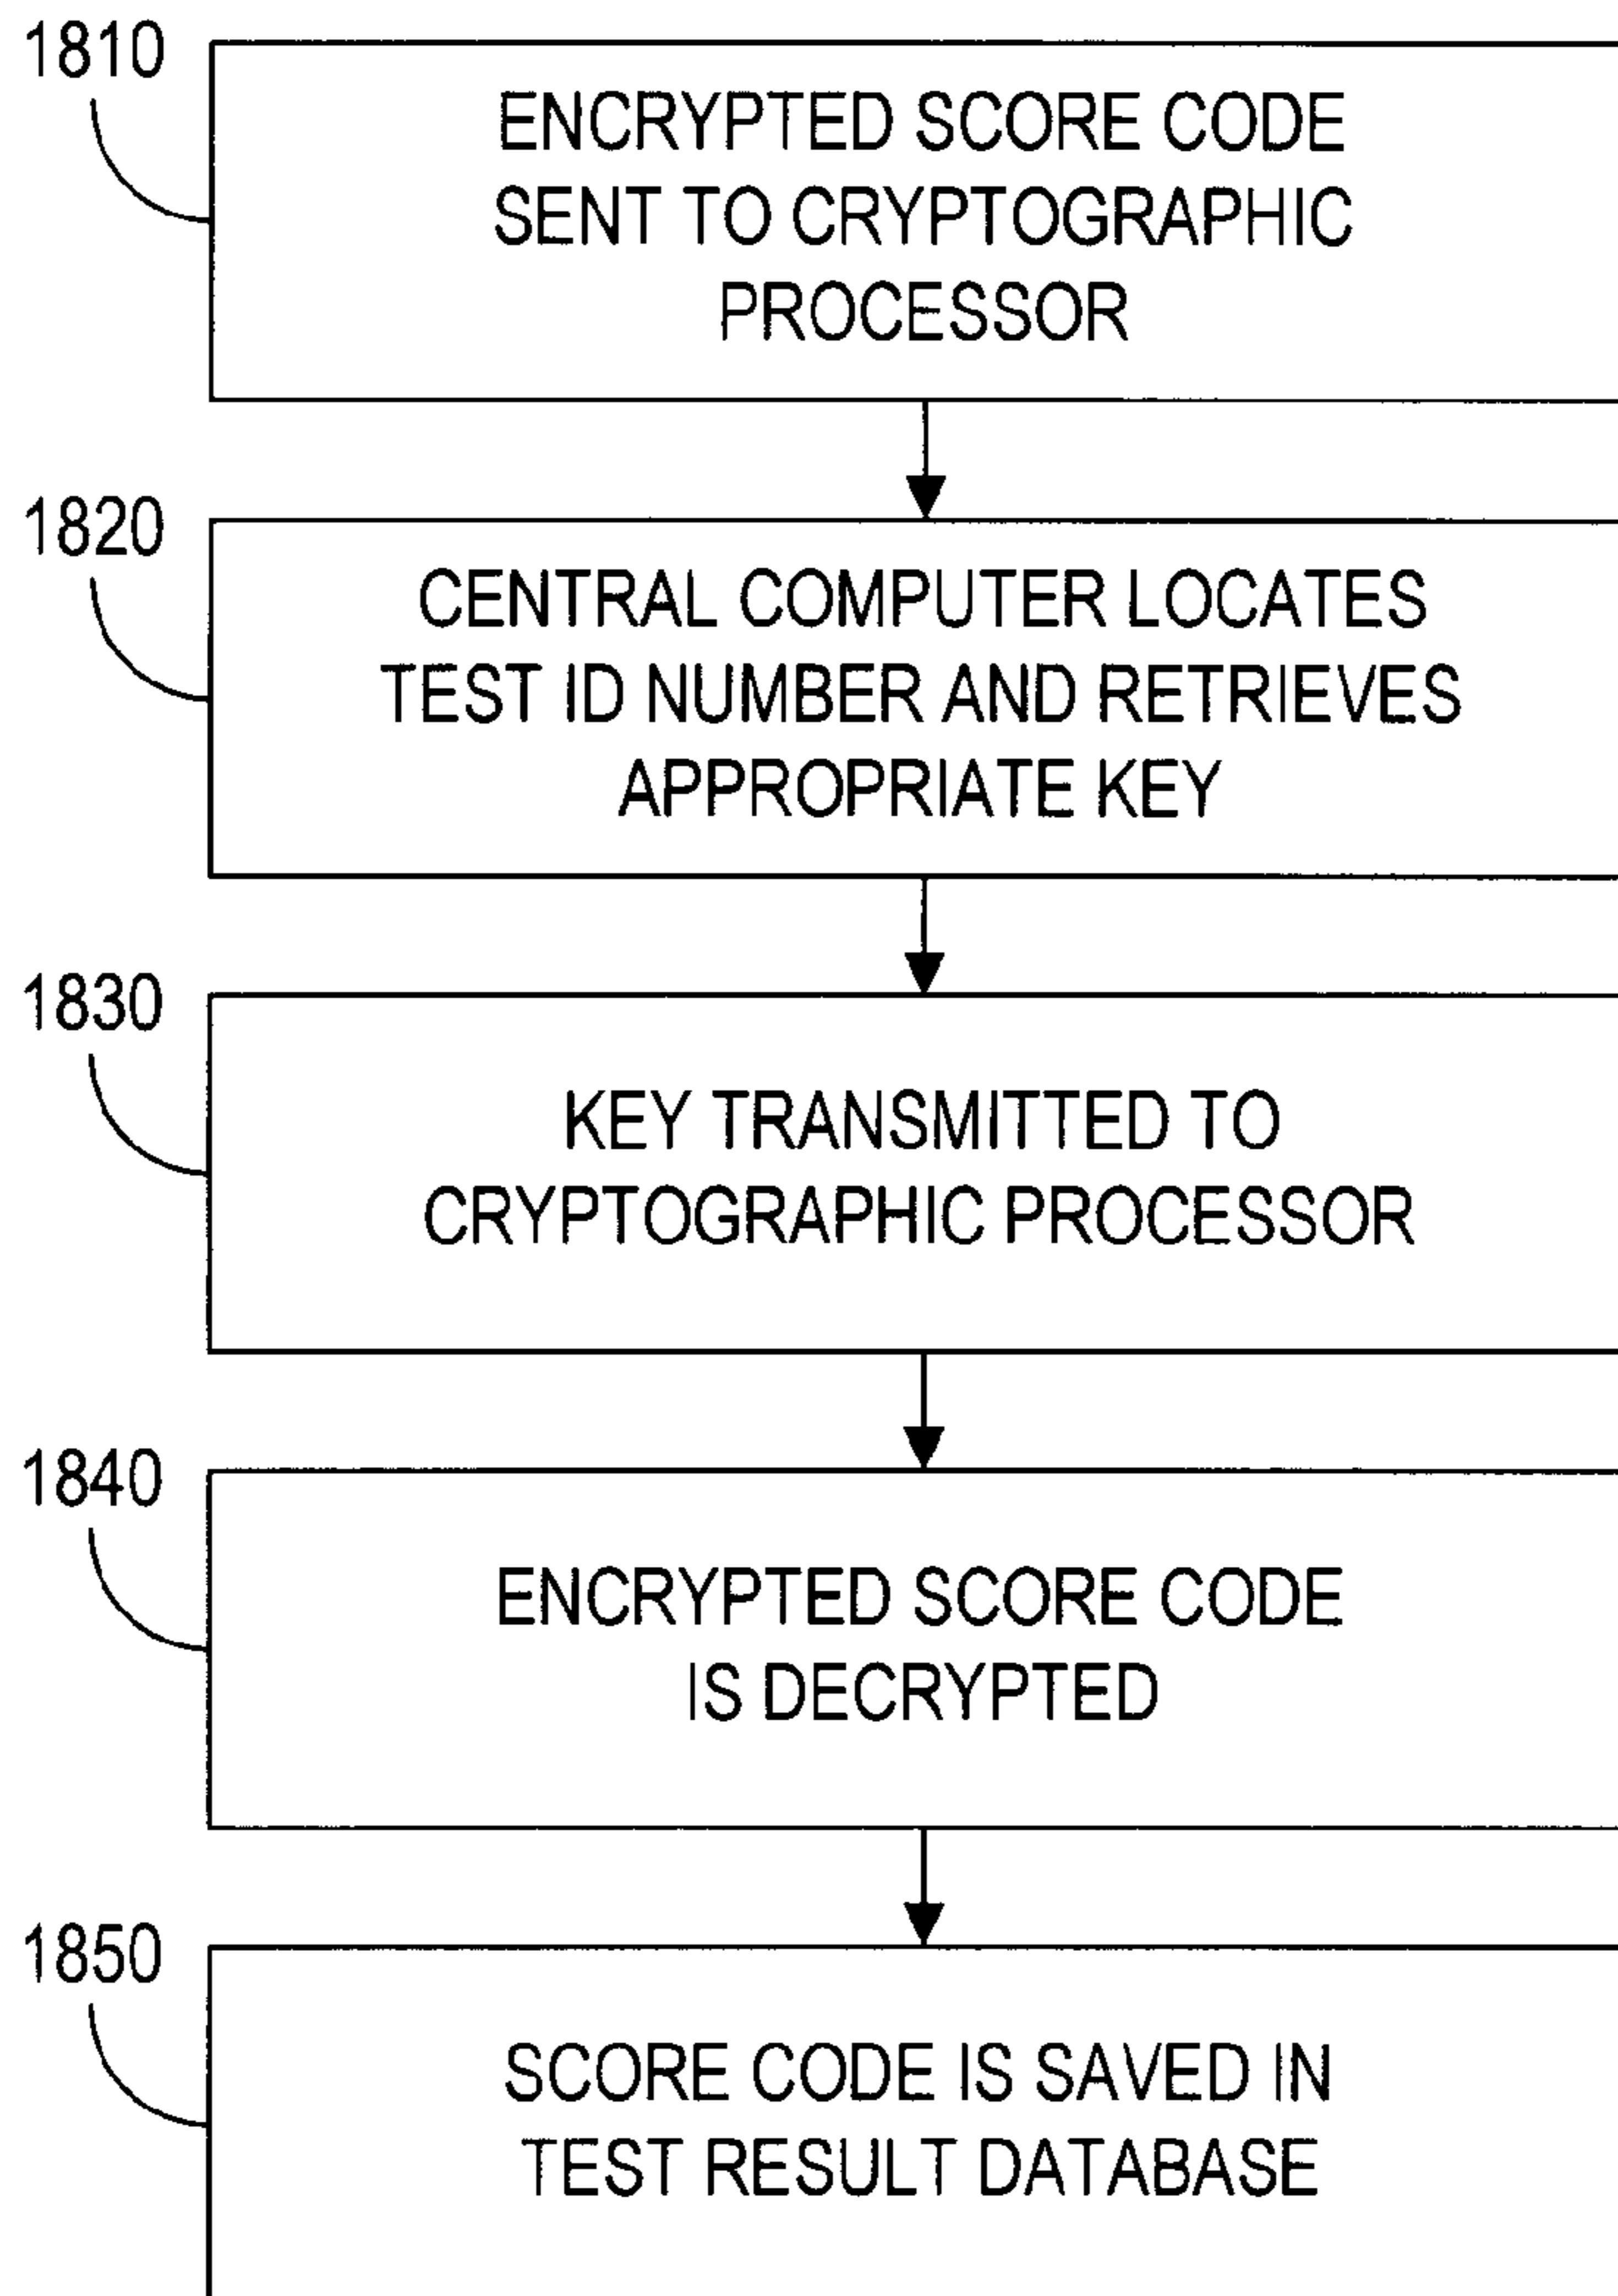 1810
ENCRYPTED SCORE CODE
SENT TO CRYPTOGRAPHIC
PROCESSOR
1820
CENTRAL COMPUTER LOCATES
TEST ID NUMBER AND RETRIEVES
APPROPRIATE KEY
1830
KEY TRANSMITTED TO
CRYPTOGRAPHIC PROCESSOR
1840
ENCRYPTED SCORE CODE
IS DECRYPTED
1850
SCORE CODE IS SAVED IN
TEST RESULT DATABASE